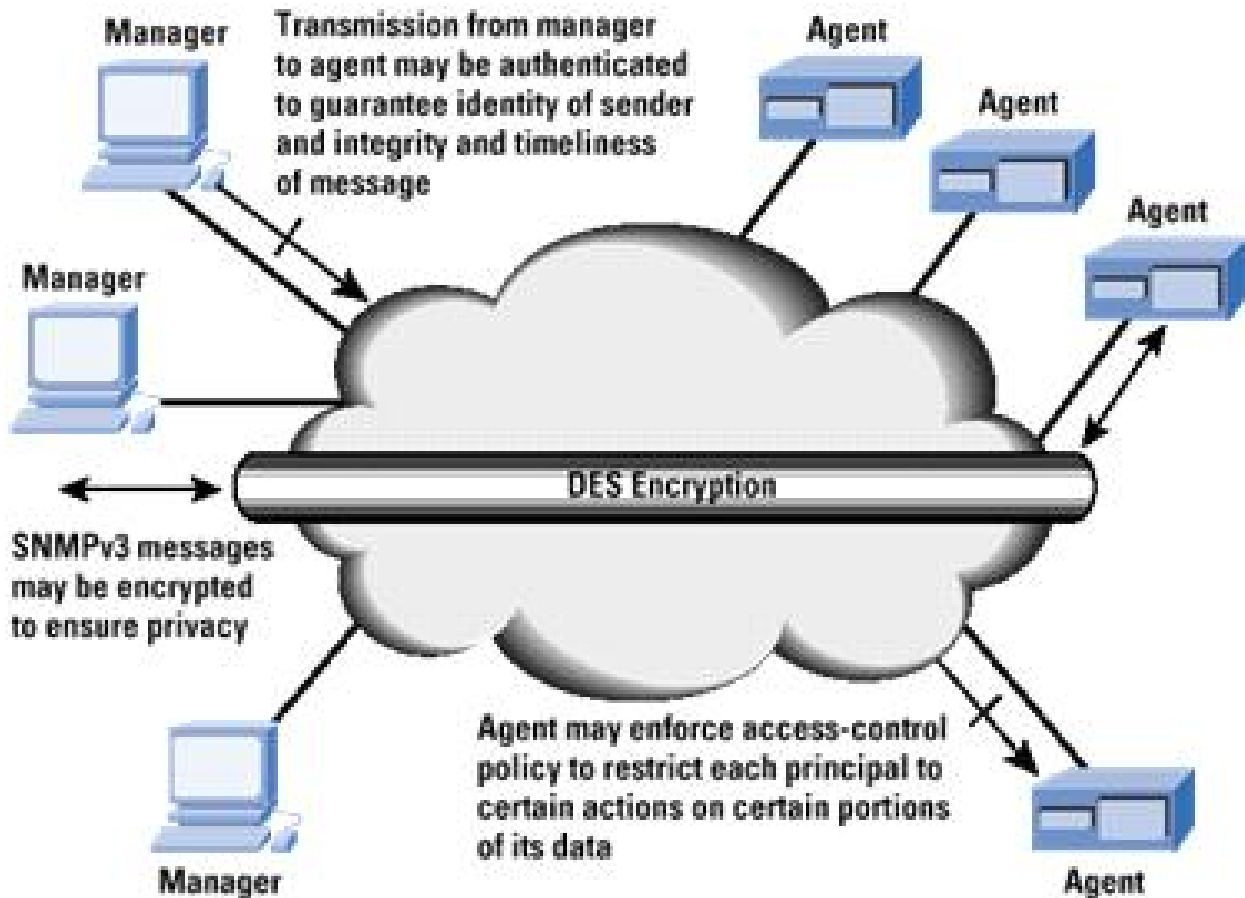 Manager
Transmission from manager
to agent may be authenticated
to guarantee identity of sender
and integrity and timeliness
of message
Agent
Agent
Agent
Manager
DES Encryption
SNMPv3 messages
may be encrypted
to ensure privacy
Agent may enforce access-control
policy to restrict each principal to
certain actions on certain portions
of its data
Manager
Agent